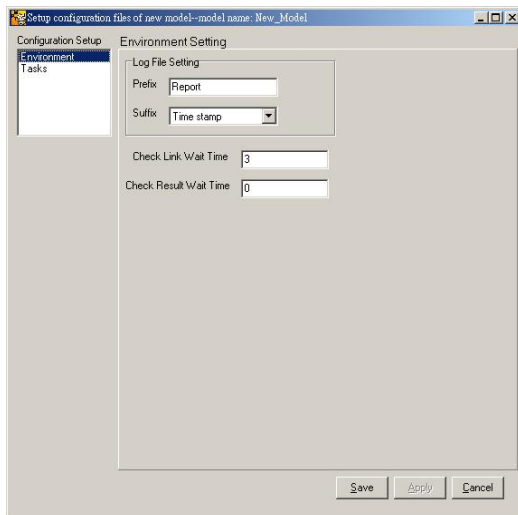 Setup configuration files of new model--model name: New_Model
Configuration Setup
Environment
Tasks
Environment Setting
Log File Setting
Prefix Report
Suffix Time stamp
Check Link Wait Time 3
Check Result Wait Time 0
Save Apply Cancel